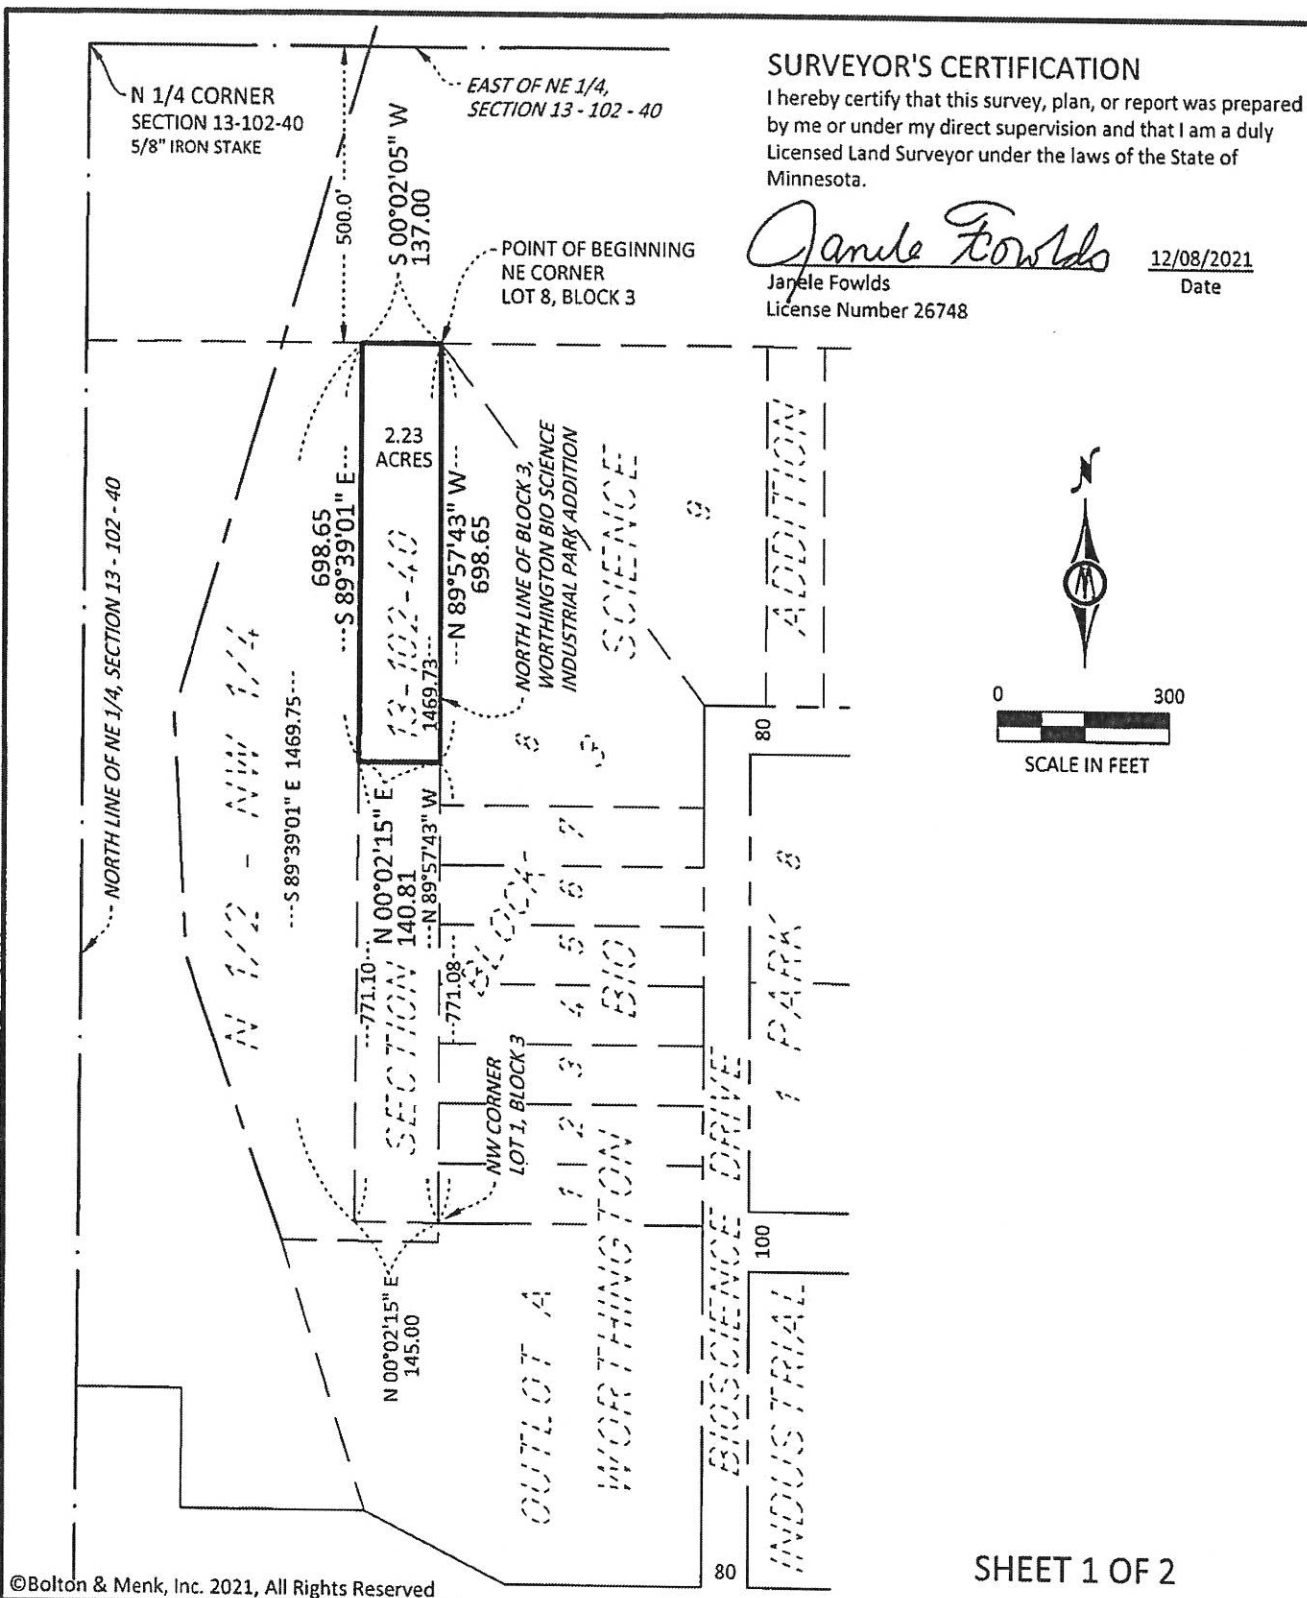 N 1/4 CORNER
SECTION 13-102-40
5/8" IRON STAKE
EAST OF NE 1/4,
SECTION 13 - 102 - 40
500.0'
S 00°02'05" W
137.00
POINT OF BEGINNING
NE CORNER
LOT 8, BLOCK 3
SURVEYOR'S CERTIFICATION
I hereby certify that this survey, plan, or report was prepared
by me or under my direct supervision and that I am a duly
Licensed Land Surveyor under the laws of the State of
Minnesota.
Janele Fowlds
12/08/2021
Janele Fowlds
Date
License Number 26748
NORTH LINE OF NE 1/4, SECTION 13 - 102 - 40
N 1/2 - NW 1/4
S 89°39'01" E 1469.75
698.65
S 89°39'01" E
2.23
ACRES
SECTION 13-102-40
1469.73
N 89°57'43" W
698.65
NORTH LINE OF BLOCK 3,
WORTHINGTON BIO SCIENCE
INDUSTRIAL PARK ADDITION
N 00°02'15" E
140.81
N 89°57'43" W
771.10
771.08
BLOCK 3
NW CORNER
LOT 1, BLOCK 3
1 2 3 4 5 6 7
8
9
WORTHINGTON BIO SCIENCE
INDUSTRIAL PARK ADDITION
1
8
BIOSCIENCE DRIVE
80
100
80
N 00°02'15" E
145.00
OUTLOT A
N
0 300
SCALE IN FEET
©Bolton & Menk, Inc. 2021, All Rights Reserved
SHEET 1 OF 2